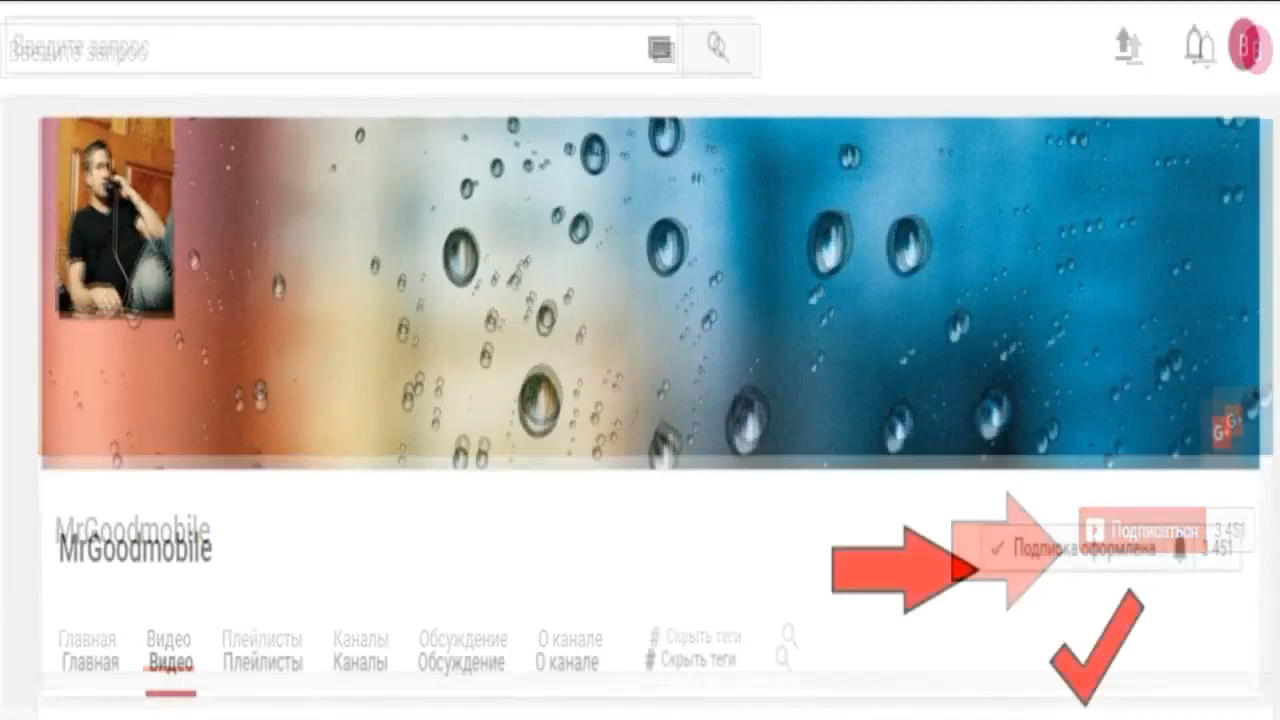 Введите запрос
Введите запрос
B B
G+ G+
MrGoodmobile
MrGoodmobile
Подписаться 3 451
Подписка оформлена 3 451
Главная Видео Плейлисты Каналы Обсуждение О канале # Скрыть теги
Главная Видео Плейлисты Каналы Обсуждение О канале # Скрыть теги